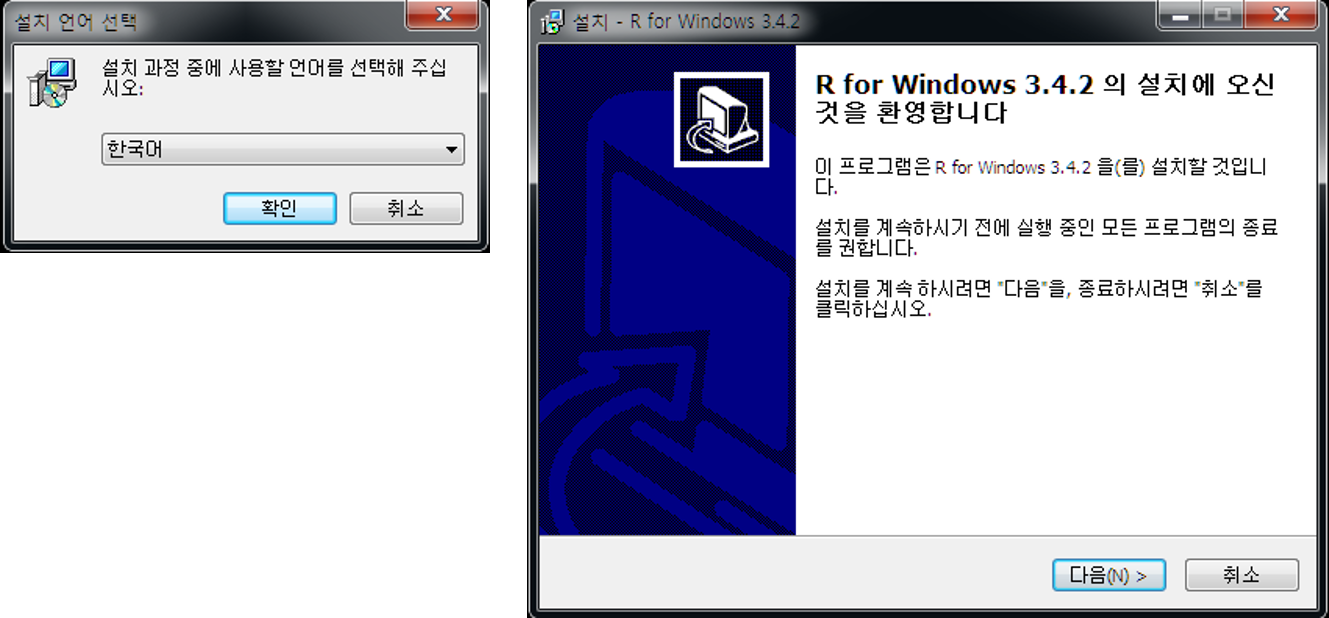 설치 언어 선택
설치 과정 중에 사용할 언어를 선택해 주십
시오:
한국어
확인
취소
설치 - R for Windows 3.4.2
R for Windows 3.4.2 의 설치에 오신
것을 환영합니다
이 프로그램은 R for Windows 3.4.2 을(를) 설치할 것입니
다.
설치를 계속하시기 전에 실행 중인 모든 프로그램의 종료
를 권합니다.
설치를 계속 하시려면 "다음"을, 종료하시려면 "취소"를
클릭하십시오.
다음(N) >
취소